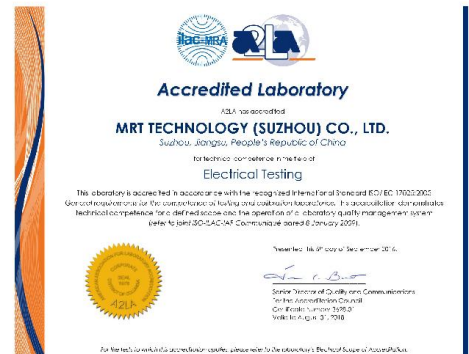 ilac-MRA
A2LA
Accredited Laboratory
A2LA has accredited
MRT TECHNOLOGY (SUZHOU) CO., LTD.
Suzhou, Jiangsu, People's Republic of China
for technical competence in the field of
Electrical Testing
This laboratory is accredited in accordance with the recognized International Standard ISO/IEC 17025:2005
General requirements for the competence of testing and calibration laboratories. This accreditation demonstrates
technical competence for a defined scope and the operation of a laboratory quality management system
(refer to joint ISO-ILAC-IAF Communiqué dated 8 January 2009).
Presented this day of September 2016.
CORPORATE
SEAL
A2LA
Senior Director of Quality and Communications
For the Accreditation Council
Certificate Number 3628.01
Valid to August 31, 2018
For the tests to which this accreditation applies, please refer to the laboratory's Electrical Scope of Accreditation.